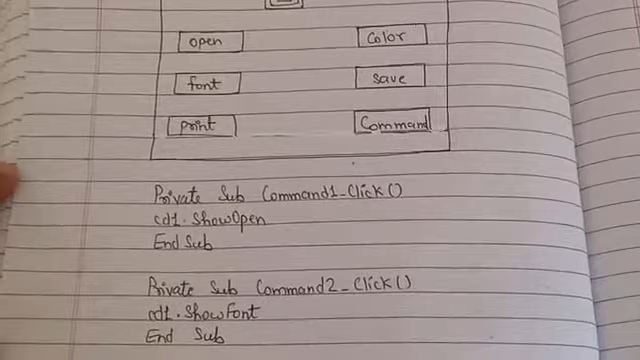 open
Color
font
save
print
Command
Private Sub Command1_Click()
cd1.ShowOpen
End Sub
Private Sub Command2_Click()
cd1.ShowFont
End Sub